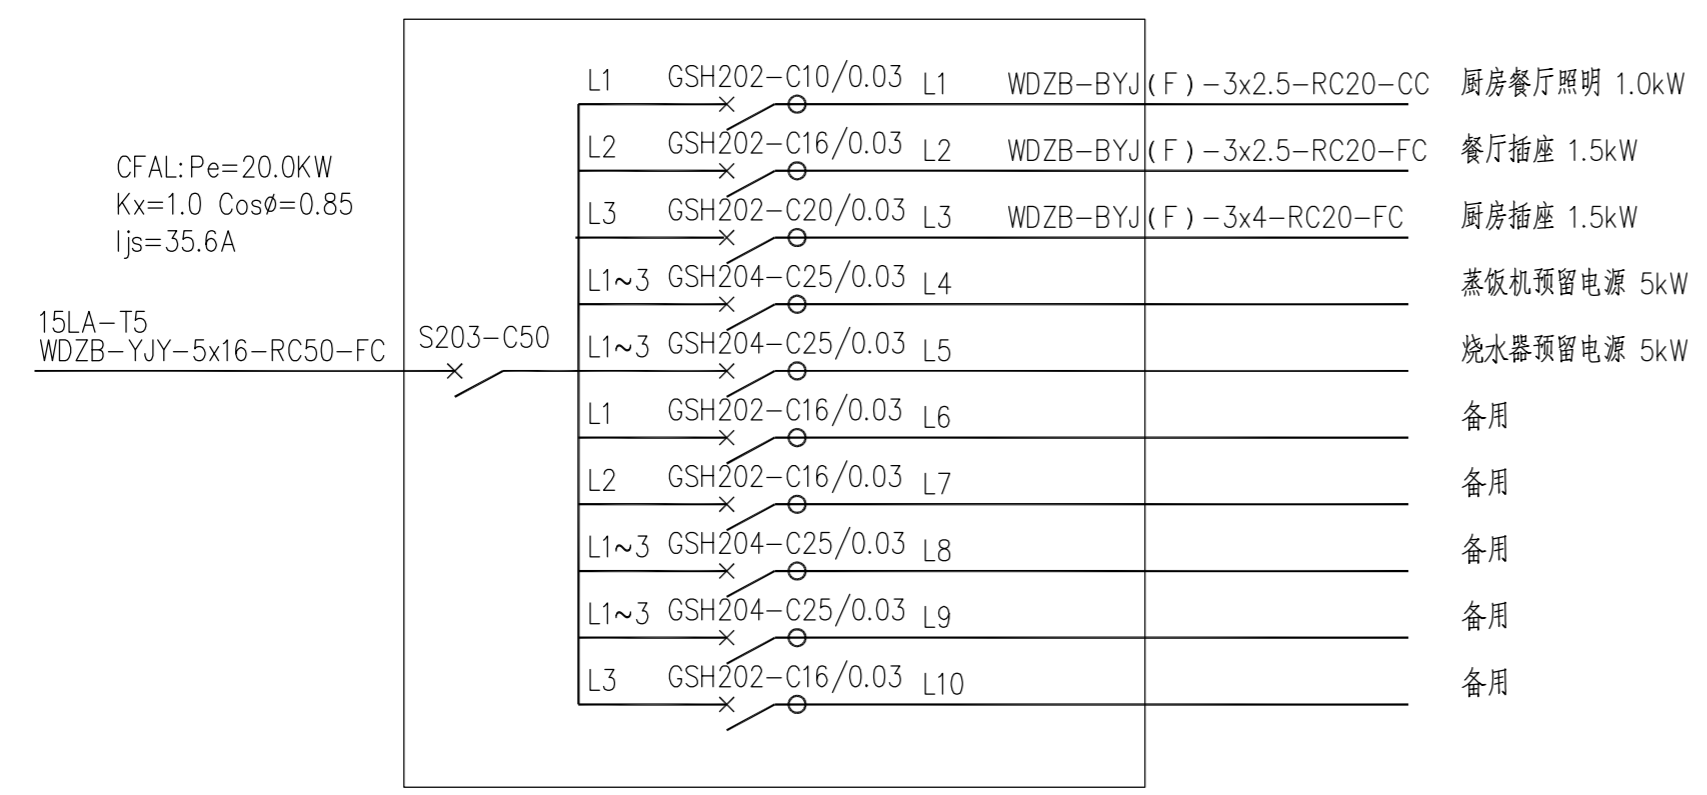 CFAL:Pe=20.0KW
Kx=1.0 Cosø=0.85
Ijs=35.6A
15LA-T5
WDZB-YJY-5x16-RC50-FC
S203-C50
L1 GSH202-C10/0.03 L1 WDZB-BYJ(F)-3x2.5-RC20-CC 厨房餐厅照明 1.0kW
L2 GSH202-C16/0.03 L2 WDZB-BYJ(F)-3x2.5-RC20-FC 餐厅插座 1.5kW
L3 GSH202-C20/0.03 L3 WDZB-BYJ(F)-3x4-RC20-FC 厨房插座 1.5kW
L1~3 GSH204-C25/0.03 L4 蒸饭机预留电源 5kW
L1~3 GSH204-C25/0.03 L5 烧水器预留电源 5kW
L1 GSH202-C16/0.03 L6 备用
L2 GSH202-C16/0.03 L7 备用
L1~3 GSH204-C25/0.03 L8 备用
L1~3 GSH204-C25/0.03 L9 备用
L3 GSH202-C16/0.03 L10 备用